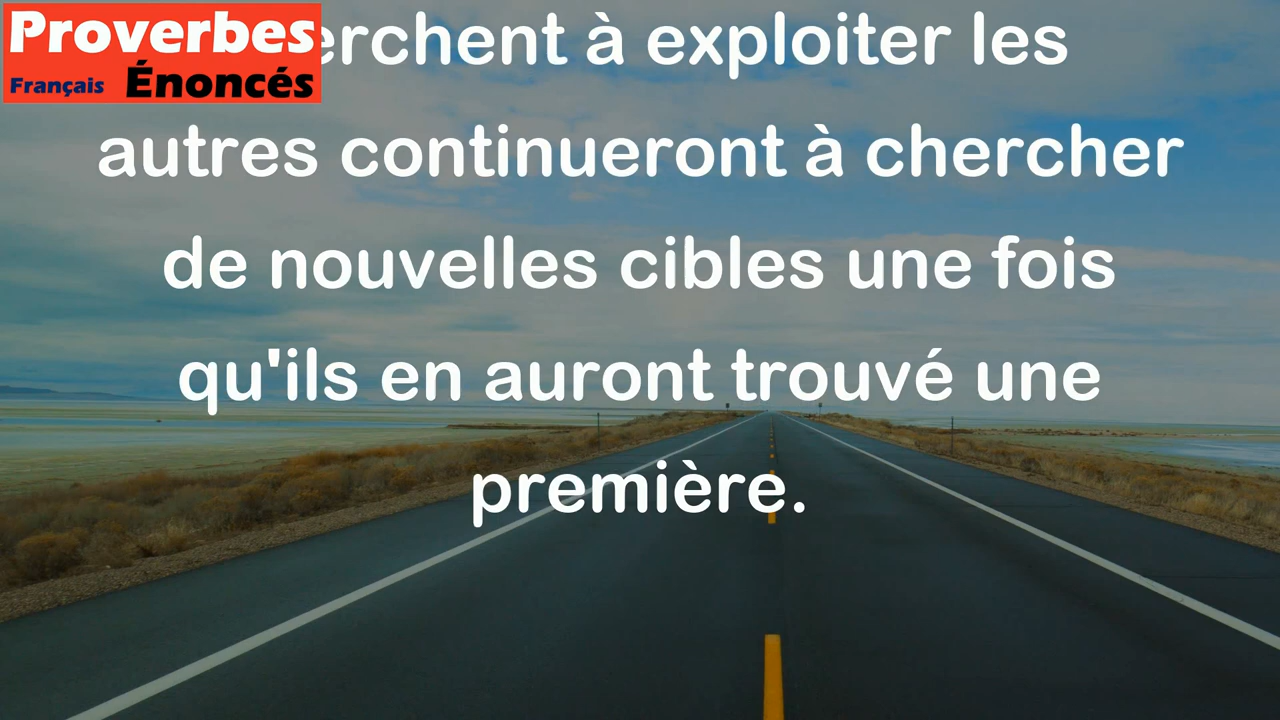 Proverbes
Français Énoncés
erchent à exploiter les
autres continueront à chercher
de nouvelles cibles une fois
qu'ils en auront trouvé une
première.